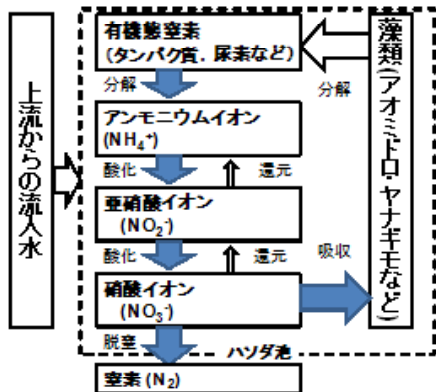 上流からの流入水
有機態窒素
(タンパク質．尿素など)
分解
分解
アンモニウムイオン
(NH₄⁺)
酸化
還元
亜硝酸イオン
(NO₂⁻)
酸化
還元
吸収
硝酸イオン
(NO₃⁻)
脱窒
ハソダ池
窒素(N₂)
藻類(アオミドロ・ヤナギモなど)